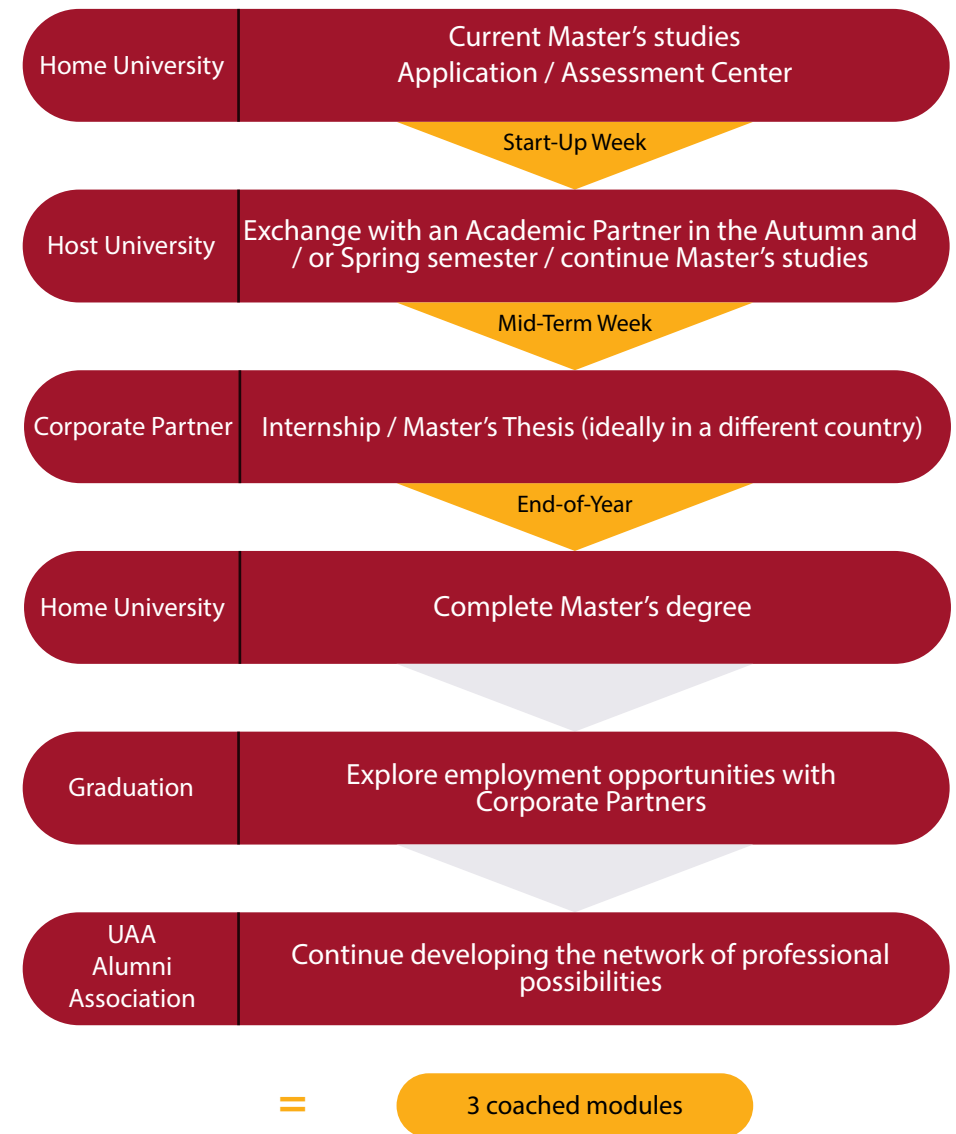 Home University
Current Master’s studies
Application / Assessment Center
Start-Up Week
Host University
Exchange with an Academic Partner in the Autumn and
/ or Spring semester / continue Master’s studies
Mid-Term Week
Corporate Partner
Internship / Master’s Thesis (ideally in a different country)
End-of-Year
Home University
Complete Master’s degree
Graduation
Explore employment opportunities with
Corporate Partners
UAA
Alumni
Association
Continue developing the network of professional
possibilities
=
3 coached modules